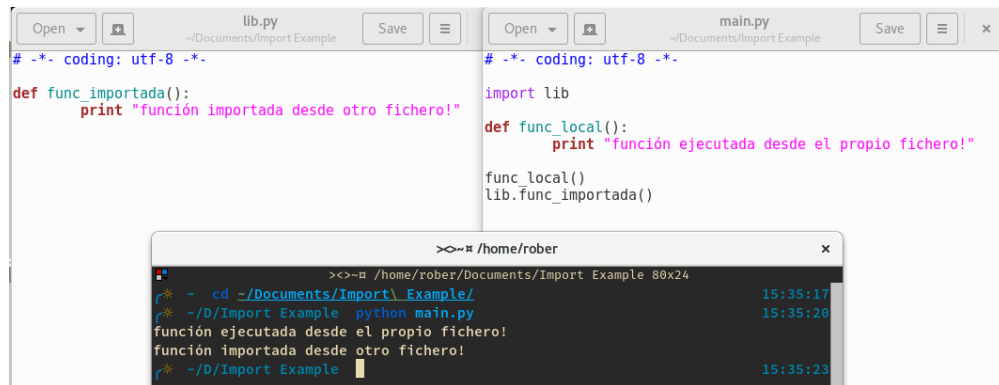 Open
lib.py
~/Documents/Import Example
Save
# -*- coding: utf-8 -*-
def func_importada():
print "función importada desde otro fichero!"
Open
main.py
~/Documents/Import Example
Save
# -*- coding: utf-8 -*-
import lib
def func_local():
print "función ejecutada desde el propio fichero!"
func_local()
lib.func_importada()
><>~¤ /home/rober
><>~¤ /home/rober/Documents/Import Example 80x24
~ cd ~/Documents/Import\ Example/ 15:35:17
~/D/Import Example python main.py 15:35:20
función ejecutada desde el propio fichero!
función importada desde otro fichero!
~/D/Import Example 15:35:23